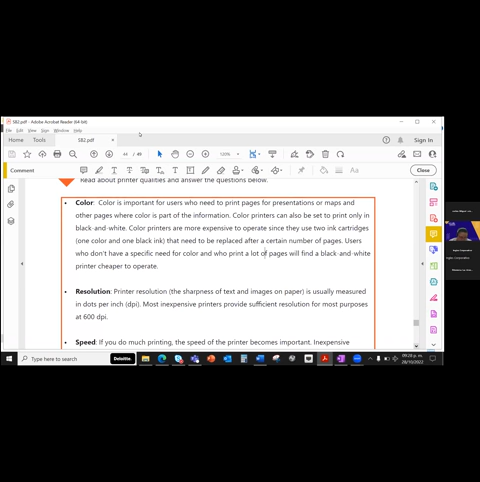 SB2.pdf - Adobe Acrobat Reader (64-bit)
File Edit View Sign Window Help
Home Tools SB2.pdf × Sign In
44 / 49 130%
Comment Close
Read about printer qualities and answer the questions below.
• Color: Color is important for users who need to print pages for presentations or maps and
other pages where color is part of the information. Color printers can also be set to print only in
black-and-white. Color printers are more expensive to operate since they use two ink cartridges
(one color and one black ink) that need to be replaced after a certain number of pages. Users
who don't have a specific need for color and who print a lot of pages will find a black-and-white
printer cheaper to operate.
• Resolution: Printer resolution (the sharpness of text and images on paper) is usually measured
in dots per inch (dpi). Most inexpensive printers provide sufficient resolution for most purposes
at 600 dpi.
• Speed: If you do much printing, the speed of the printer becomes important. Inexpensive
Type here to search Deloitte. 09:28 p. m.
28/10/2022